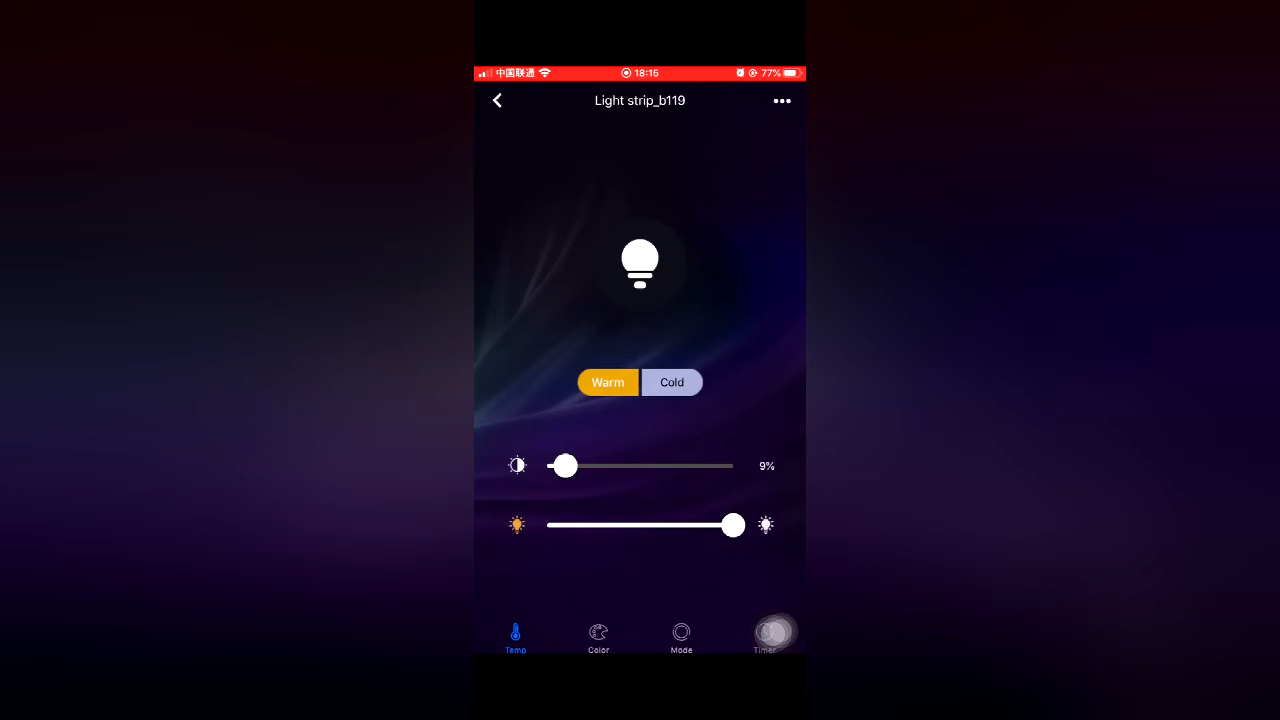 中国联通 18:15 77%
Light strip_b119
Warm Cold
9%
Temp Color Mode Timer